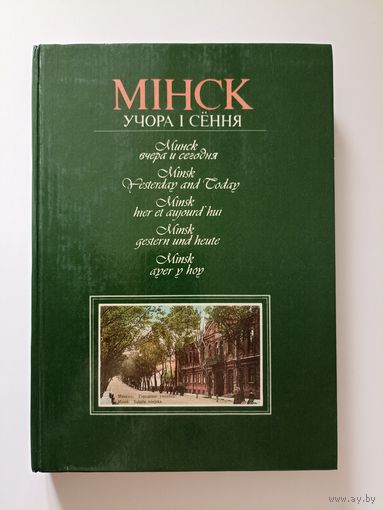 МІНСК
УЧОРА І СЁННЯ
Минск
вчера и сегодня
Minsk
Yesterday and Today
Minsk
hier et aujourd'hui
Minsk
gestern und heute
Minsk
ayer y hoy
www.ay.by